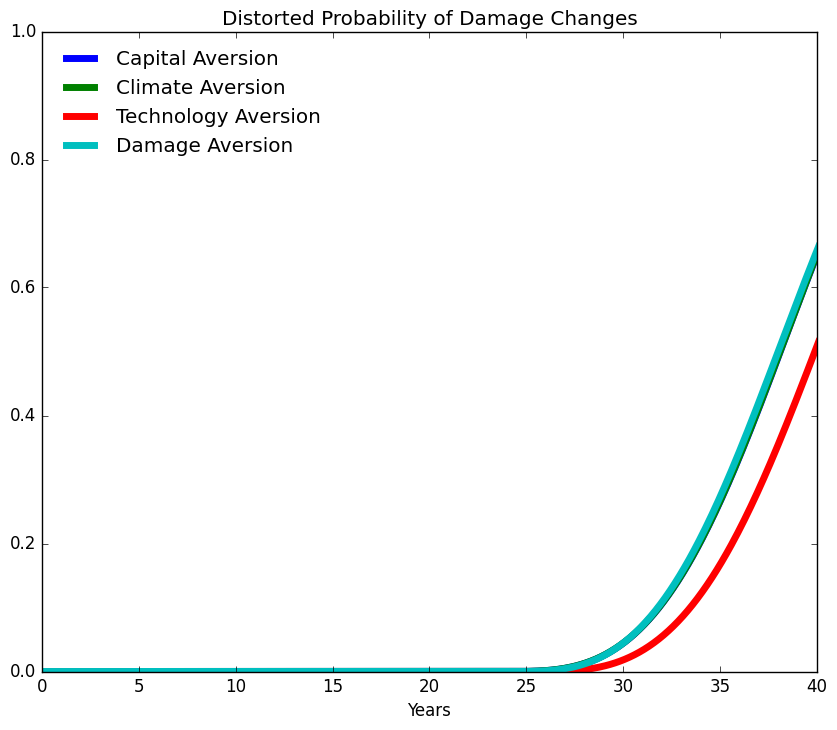 Distorted Probability of Damage Changes
1.0
Capital Aversion
Climate Aversion
Technology Aversion
Damage Aversion
0.8
0.6
0.4
0.2
0.0
0 5 10 15 20 25 30 35 40
Years